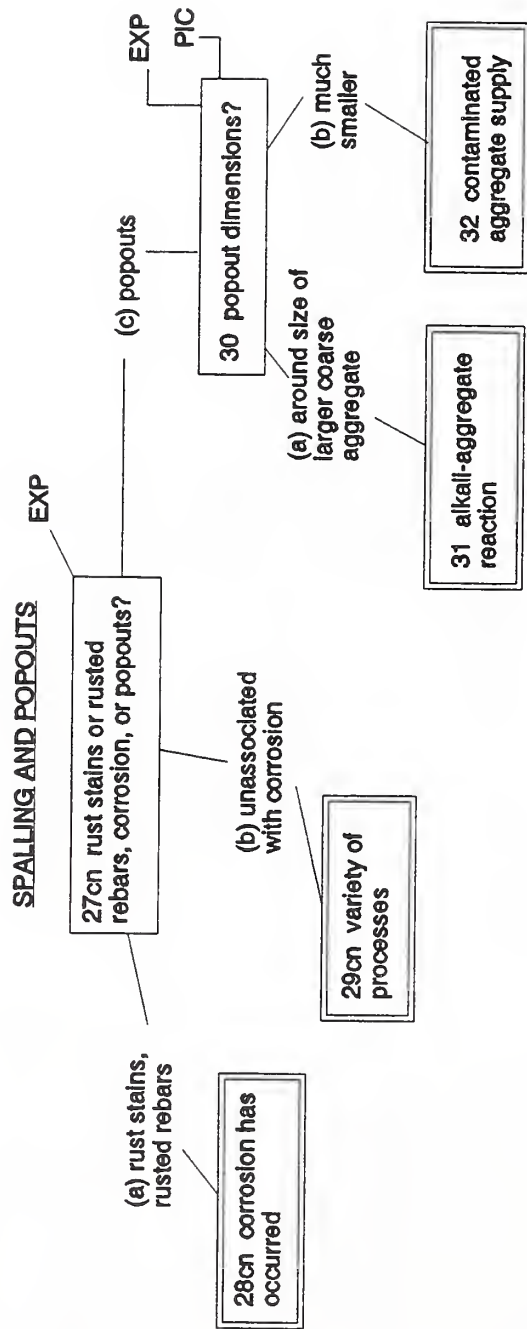 SPALLING AND POPOUTS
EXP
27cn rust stains or rusted
rebars, corrosion, or popouts?
(a) rust stains,
rusted rebars
28cn corrosion has
occurred
(b) unassociated
with corrosion
29cn variety of
processes
(c) popouts
EXP
PIC
30 popout dimensions?
(a) around size of
larger coarse
aggregate
31 alkali-aggregate
reaction
(b) much
smaller
32 contaminated
aggregate supply